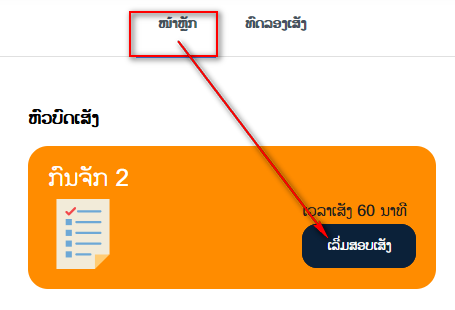 ໜ້າຫຼັກ ທົດລອງເສັງ
ຫົວບົດເສັງ
ກົນຈັກ 2
ເວລາເສັງ 60 ນາທີ
ເລີ່ມສອບເສັງ